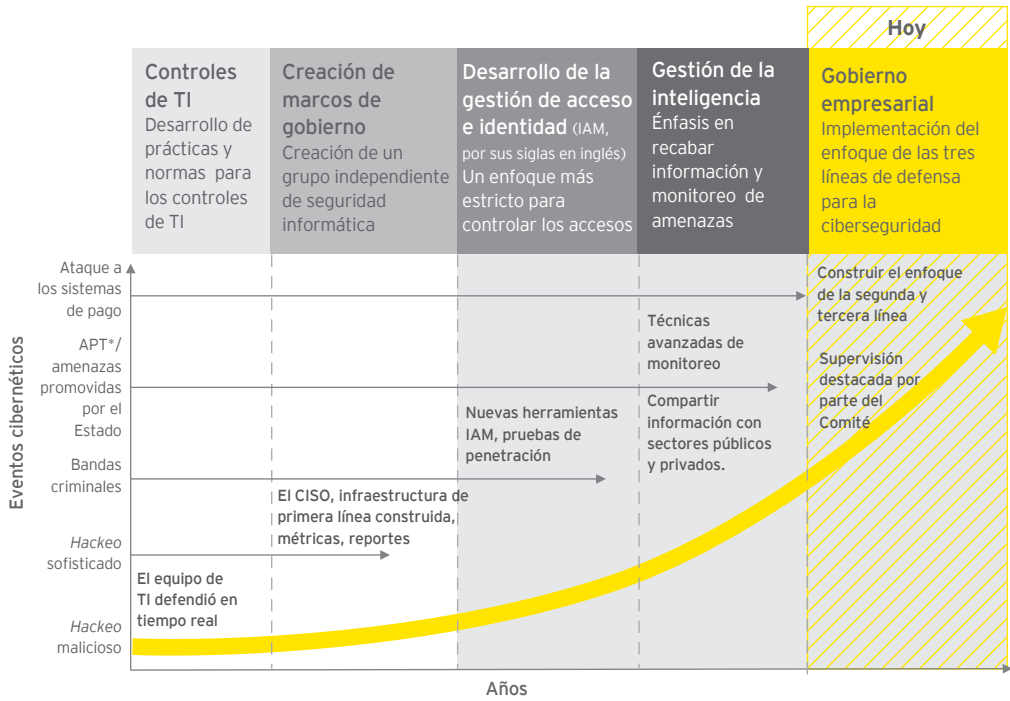 Hoy
Controles
de TI
Desarrollo de
prácticas y
normas para
los controles
de TI
Creación de
marcos de
gobierno
Creación de un
grupo independiente
de seguridad
informática
Desarrollo de la
gestión de acceso
e identidad (IAM,
por sus siglas en inglés)
Un enfoque más
estricto para
controlar los accesos
Gestión de la
inteligencia
Énfasis en
recabar
información y
monitoreo de
amenazas
Gobierno
empresarial
Implementación del
enfoque de las tres
líneas de defensa
para la
ciberseguridad
Eventos cibernéticos
Ataque a
los sistemas
de pago
APT*/
amenazas
promovidas
por el
Estado
Bandas
criminales
Hackeo
sofisticado
Hackeo
malicioso
El equipo de
TI defendió en
tiempo real
El CISO, infraestructura de
primera línea construida,
métricas, reportes
Nuevas herramientas
IAM, pruebas de
penetración
Técnicas
avanzadas de
monitoreo
Compartir
información con
sectores públicos
y privados.
Construir el enfoque
de la segunda y
tercera línea
Supervisión
destacada por
parte del
Comité
Años